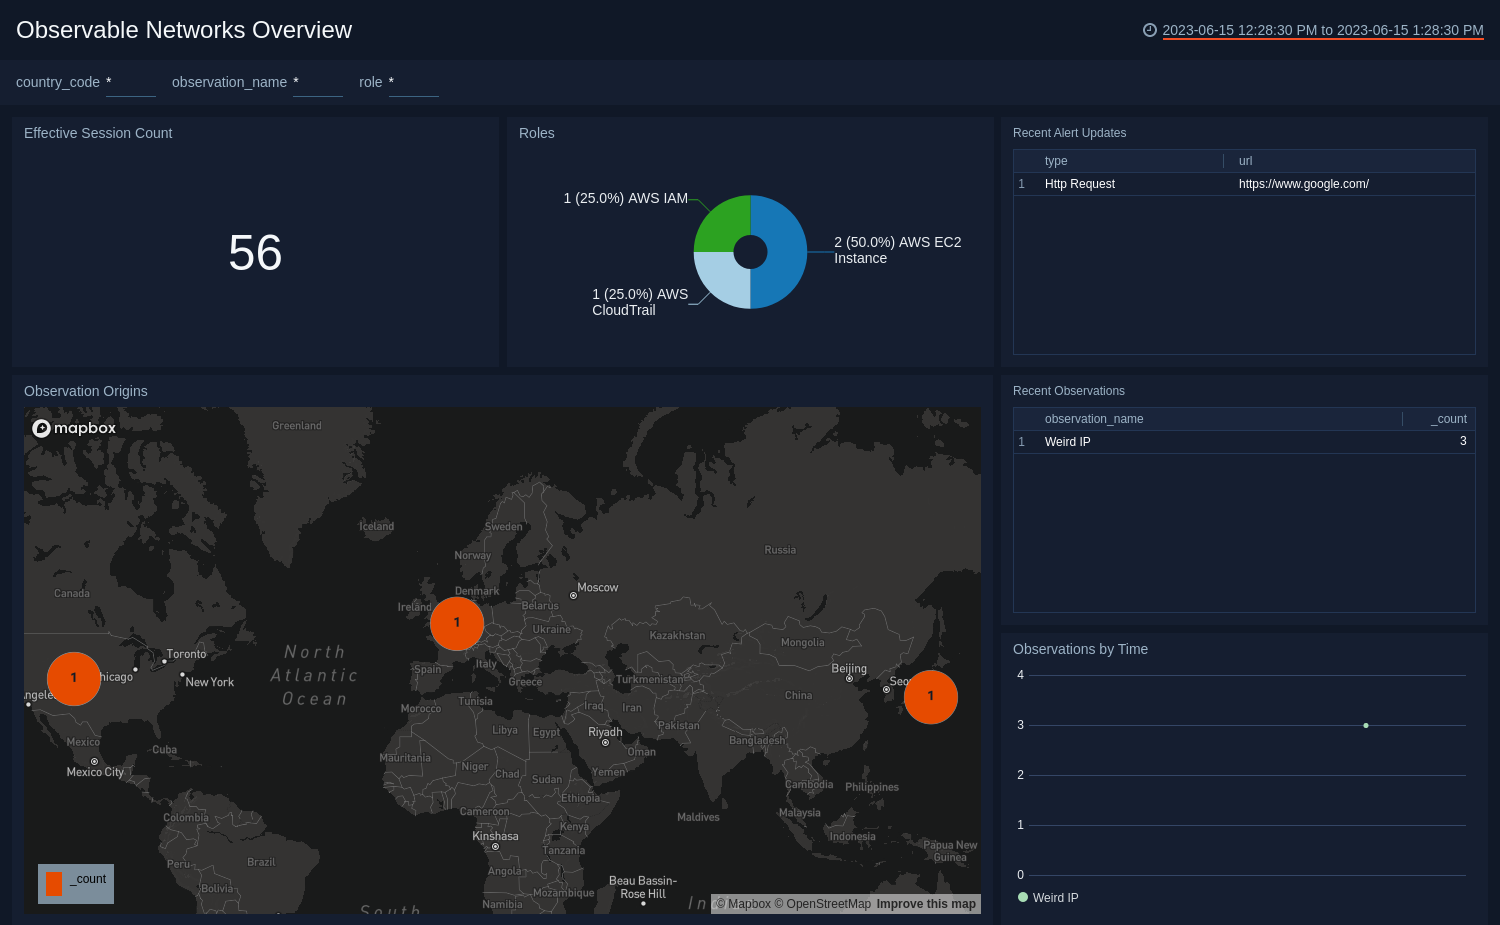 Observable Networks Overview
2023-06-15 12:28:30 PM to 2023-06-15 1:28:30 PM
country_code *
observation_name *
role *
Effective Session Count
56
Roles
1 (25.0%) AWS IAM
2 (50.0%) AWS EC2
Instance
1 (25.0%) AWS
CloudTrail
Recent Alert Updates
type url
1 Http Request https://www.google.com/
Observation Origins
mapbox
Greenland
Iceland
Sweden
Norway
Russia
Canada
Denmark
Moscow
Ireland
Belarus
1
Ukraine
Kazakhstan
Mongolia
Toronto
North
Atlantic
Ocean
Italy
Spain
Beijing
1
hicago
New York
Greece
Turkmenistan
Seo
1
ngele
China
Morocco
Tunisia
Iraq
Iran
Pakistan
Libya
Egypt
Riyadh
Mexico
Cuba
Oman
Bangladesh
Mauritania
Mexico City
Niger
Chad
Sudan
Yemen
Cambodia
Philippines
Ethiopia
Colombia
Cameroon
Maldives
Malaysia
Kenya
Kinshasa
Indonesia
Tanzania
Papua New
Guinea
Peru
Brazil
Angola
Bolivia
Mozambique
Beau Bassin-
Rose Hill
Namibia
South
In
_count
© Mapbox © OpenStreetMap Improve this map
Recent Observations
observation_name _count
1 Weird IP 3
Observations by Time
4
3
2
1
0
Weird IP